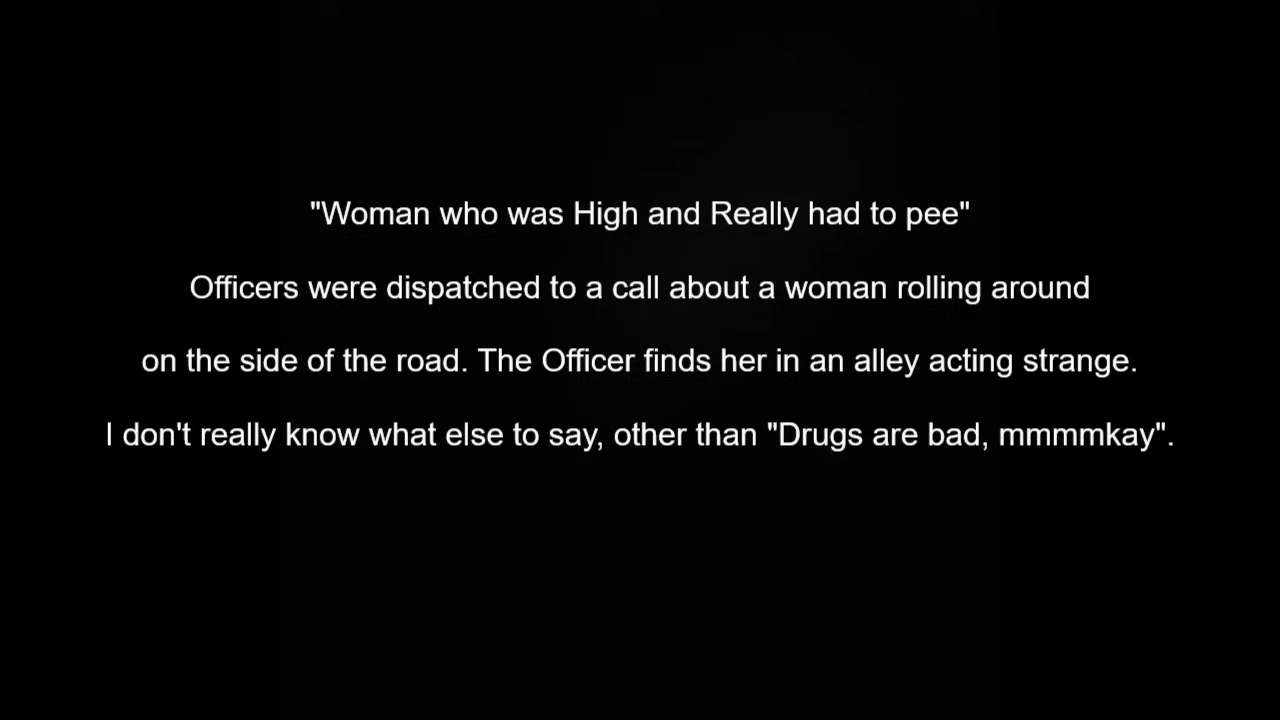 "Woman who was High and Really had to pee"
Officers were dispatched to a call about a woman rolling around
on the side of the road. The Officer finds her in an alley acting strange.
I don't really know what else to say, other than "Drugs are bad, mmmmkay".